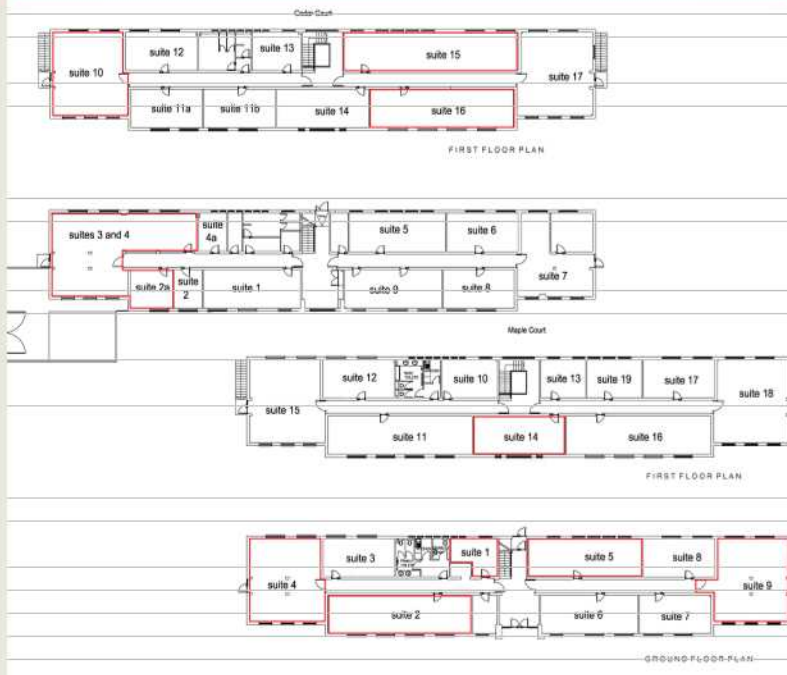 Cedar Court
suite 10
suite 12
suite 13
suite 15
suite 17
suite 11a
suite 11b
suite 14
suite 16
FIRST FLOOR PLAN
suites 3 and 4
suite
4a
suite 5
suite 6
suite 7
suite 2a
suite
2
suite 1
suite 9
suite 8
Maple Court
suite 15
suite 12
suite 10
suite 13
suite 19
suite 17
suite 18
suite 11
suite 14
suite 16
FIRST FLOOR PLAN
suite 4
suite 3
suite 1
suite 5
suite 8
suite 9
suite 2
suite 6
suite 7
GROUND FLOOR PLAN